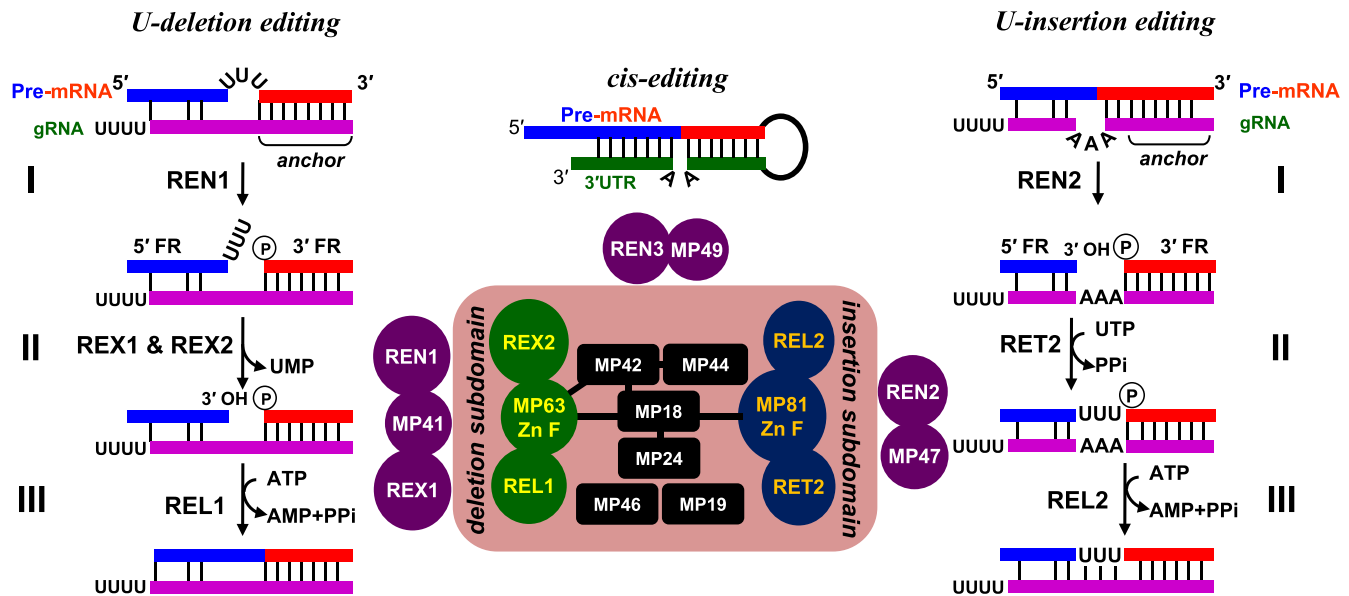 U-deletion editing
5′
UUU
3′
Pre-mRNA
gRNA
UUUU
anchor
I
REN1
UUU
5′ FR
P
3′ FR
UUUU
II
REX1 & REX2
UMP
3′ OH
P
UUUU
III
REL1
ATP
AMP+PPi
UUUU
cis-editing
Pre-mRNA
5′
3′
3′UTR
A A
REN3
MP49
REN1
MP41
REX1
deletion subdomain
insertion subdomain
REX2
MP63
Zn F
REL1
MP42
MP44
MP18
MP24
MP46
MP19
REL2
MP81
Zn F
RET2
REN2
MP47
U-insertion editing
5′
3′
Pre-mRNA
gRNA
UUUU
AAA
anchor
I
REN2
5′ FR
3′ OH
P
3′ FR
UUUU
AAA
II
RET2
UTP
PPi
P
UUU
UUUU
AAA
III
REL2
ATP
AMP+PPi
UUU
UUUU